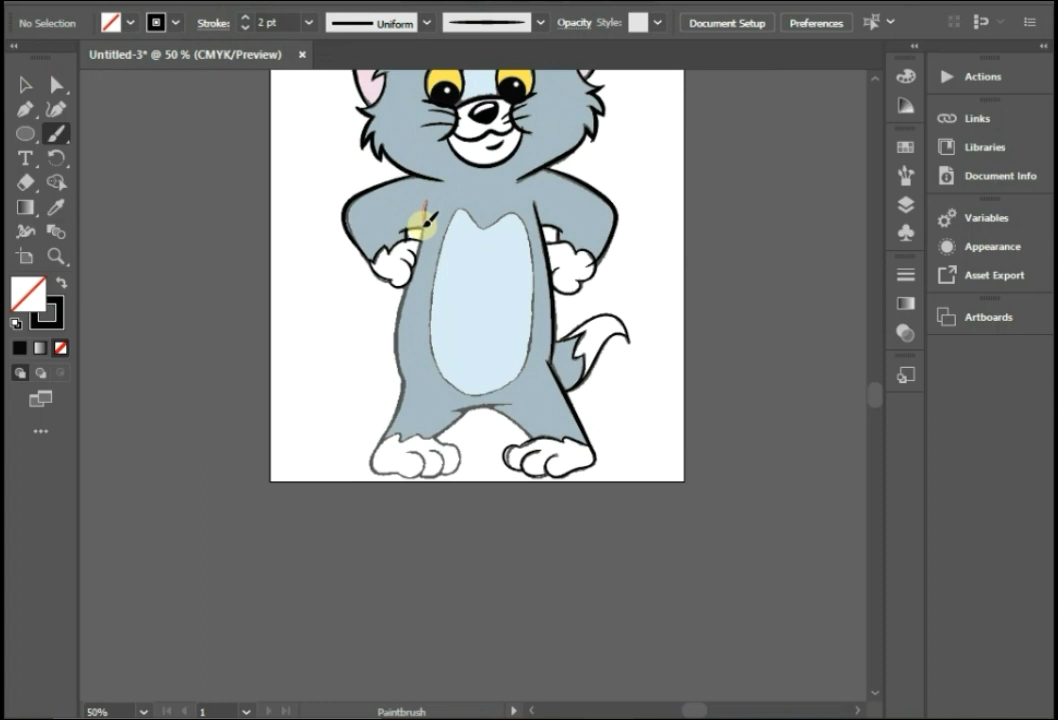 No Selection Stroke: 2 pt Uniform Opacity Style: Document Setup Preferences
Untitled-3* @ 50 % (CMYK/Preview) ×
Actions
Links
Libraries
Document Info
Variables
Appearance
Asset Export
Artboards
50% 1 Paintbrush